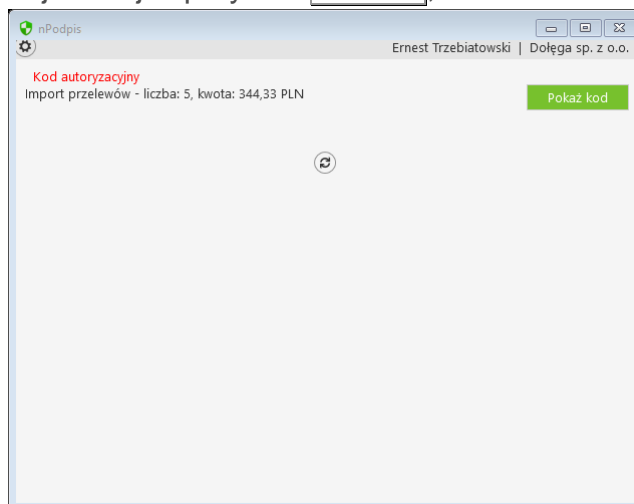 nPodpis
Ernest Trzebiatowski | Dołęga sp. z o.o.
Kod autoryzacyjny
Import przelewów - liczba: 5, kwota: 344,33 PLN
Pokaż kod